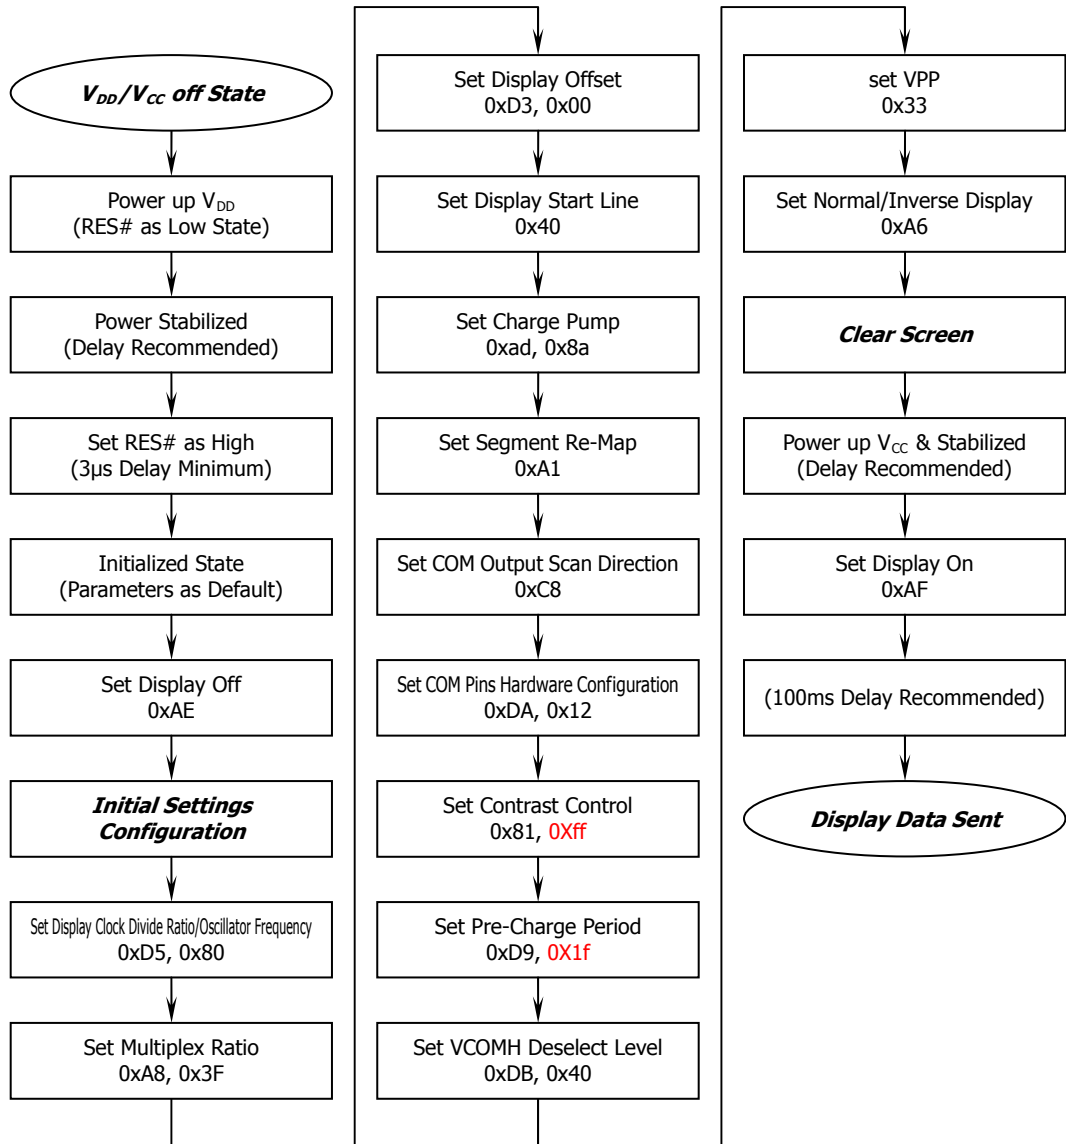 V_DD/V_CC off State
Power up V_DD
(RES# as Low State)
Power Stabilized
(Delay Recommended)
Set RES# as High
(3μs Delay Minimum)
Initialized State
(Parameters as Default)
Set Display Off
0xAE
Initial Settings
Configuration
Set Display Clock Divide Ratio/Oscillator Frequency
0xD5, 0x80
Set Multiplex Ratio
0xA8, 0x3F
Set Display Offset
0xD3, 0x00
Set Display Start Line
0x40
Set Charge Pump
0xad, 0x8a
Set Segment Re-Map
0xA1
Set COM Output Scan Direction
0xC8
Set COM Pins Hardware Configuration
0xDA, 0x12
Set Contrast Control
0x81, 0Xff
Set Pre-Charge Period
0xD9, 0X1f
Set VCOMH Deselect Level
0xDB, 0x40
set VPP
0x33
Set Normal/Inverse Display
0xA6
Clear Screen
Power up V_CC & Stabilized
(Delay Recommended)
Set Display On
0xAF
(100ms Delay Recommended)
Display Data Sent